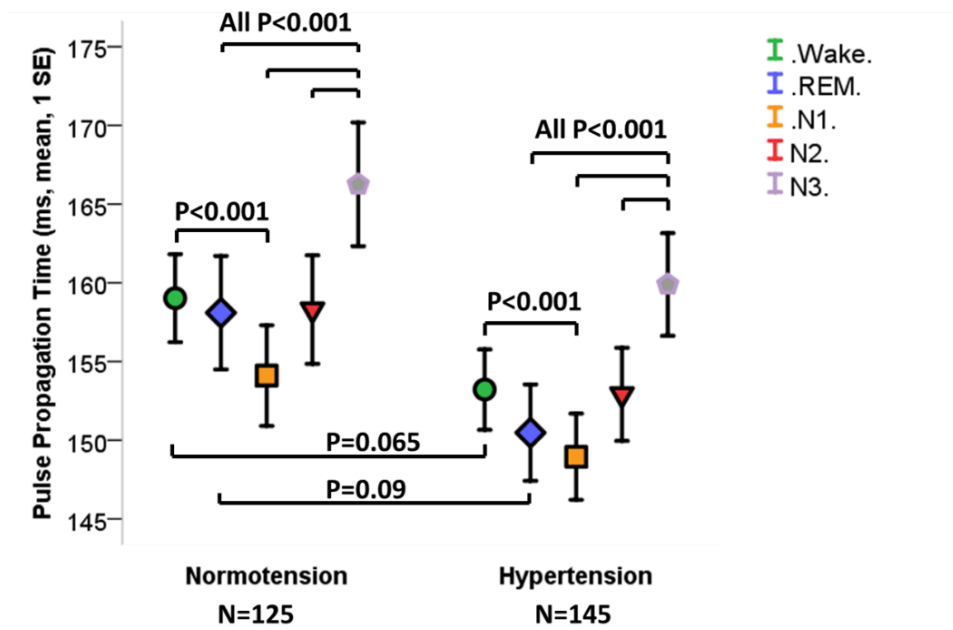 All P<0.001
175
170
165
160
155
150
145
Pulse Propagation Time (ms, mean, 1 SE)
P<0.001
All P<0.001
P<0.001
P=0.065
P=0.09
.Wake.
.REM.
.N1.
N2.
N3.
Normotension
N=125
Hypertension
N=145